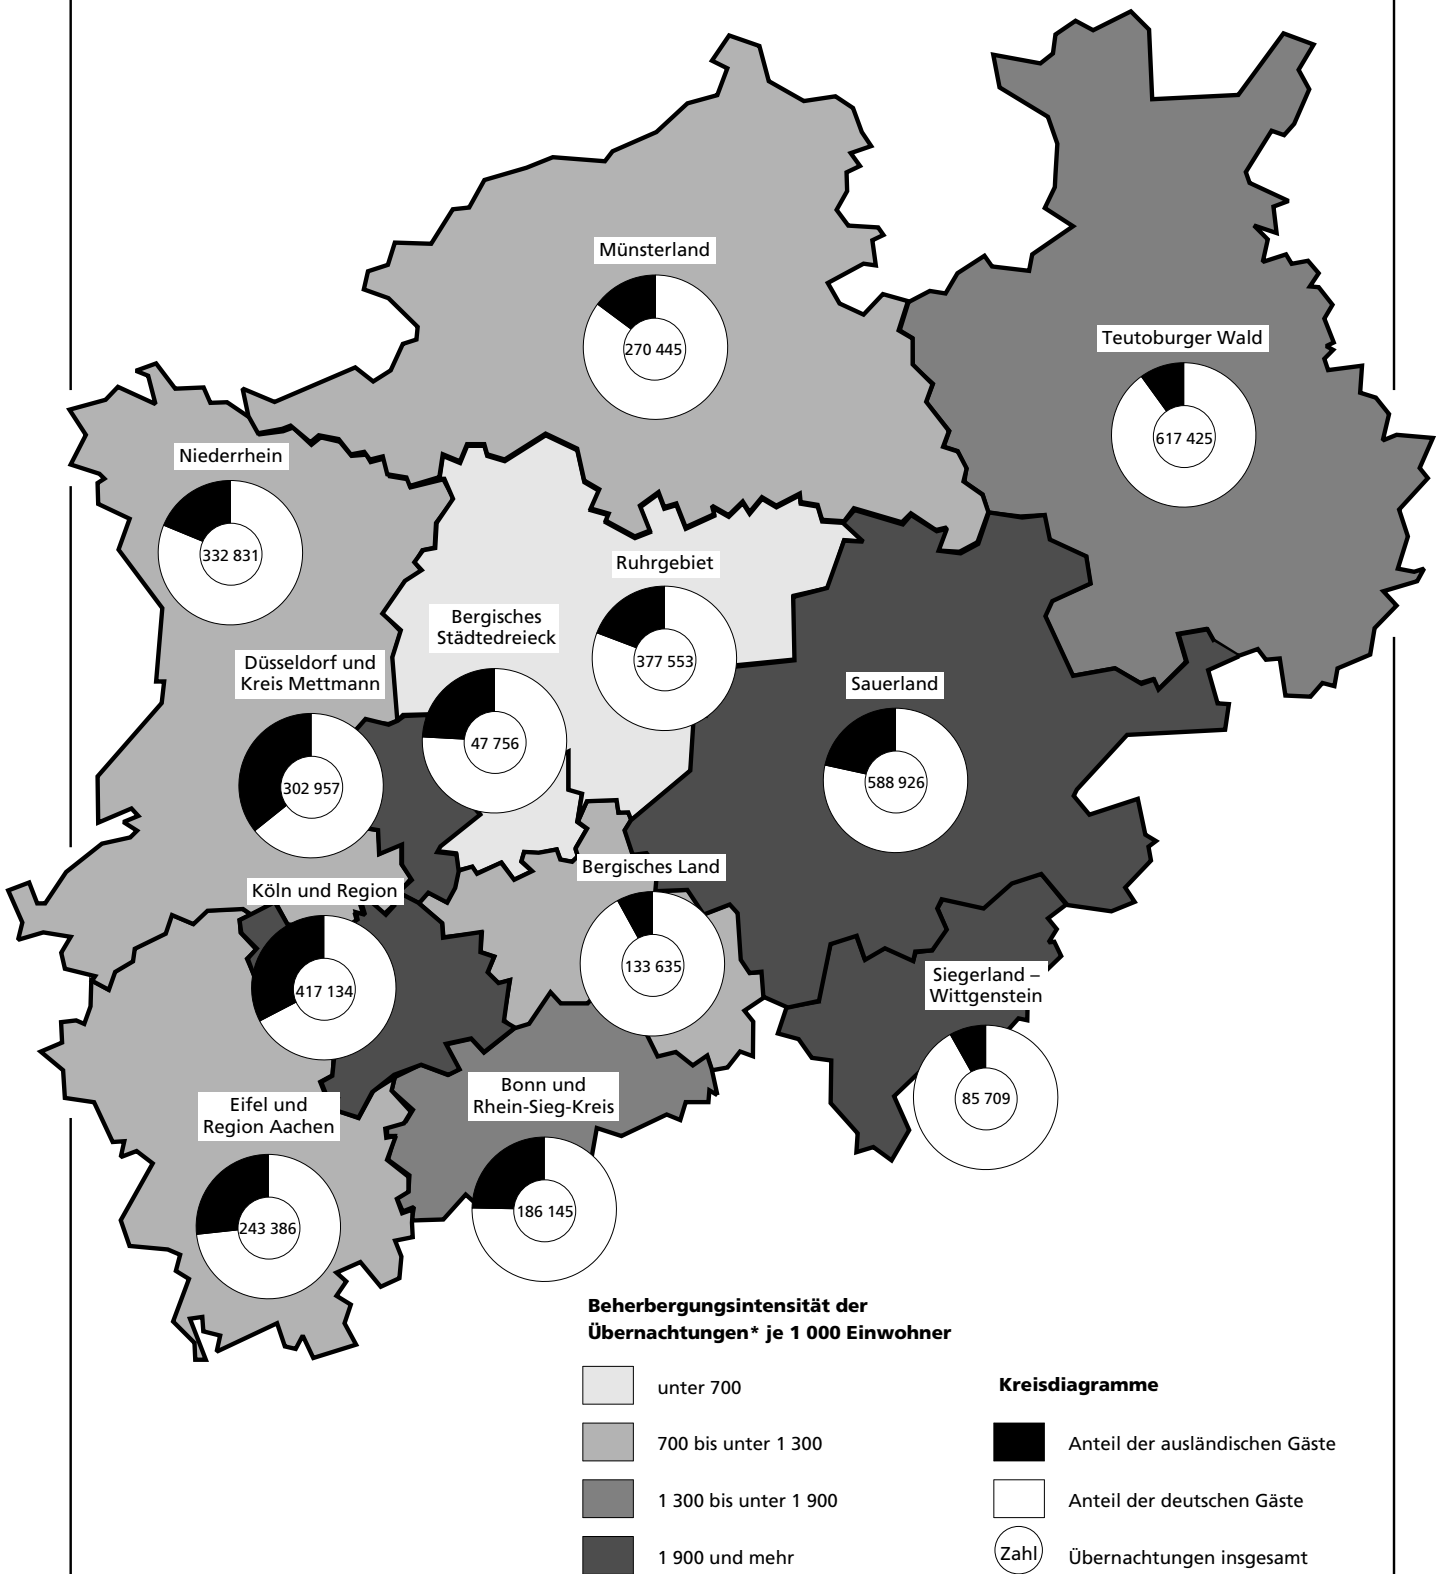 Münsterland
270 445
Teutoburger Wald
617 425
Niederrhein
332 831
Ruhrgebiet
377 553
Bergisches
Städtedreieck
47 756
Düsseldorf und
Kreis Mettmann
302 957
Sauerland
588 926
Bergisches Land
133 635
Köln und Region
417 134
Siegerland –
Wittgenstein
85 709
Bonn und
Rhein-Sieg-Kreis
186 145
Eifel und
Region Aachen
243 386
Beherbergungsintensität der
Übernachtungen* je 1 000 Einwohner
unter 700
700 bis unter 1 300
1 300 bis unter 1 900
1 900 und mehr
Kreisdiagramme
Anteil der ausländischen Gäste
Anteil der deutschen Gäste
Zahl Übernachtungen insgesamt